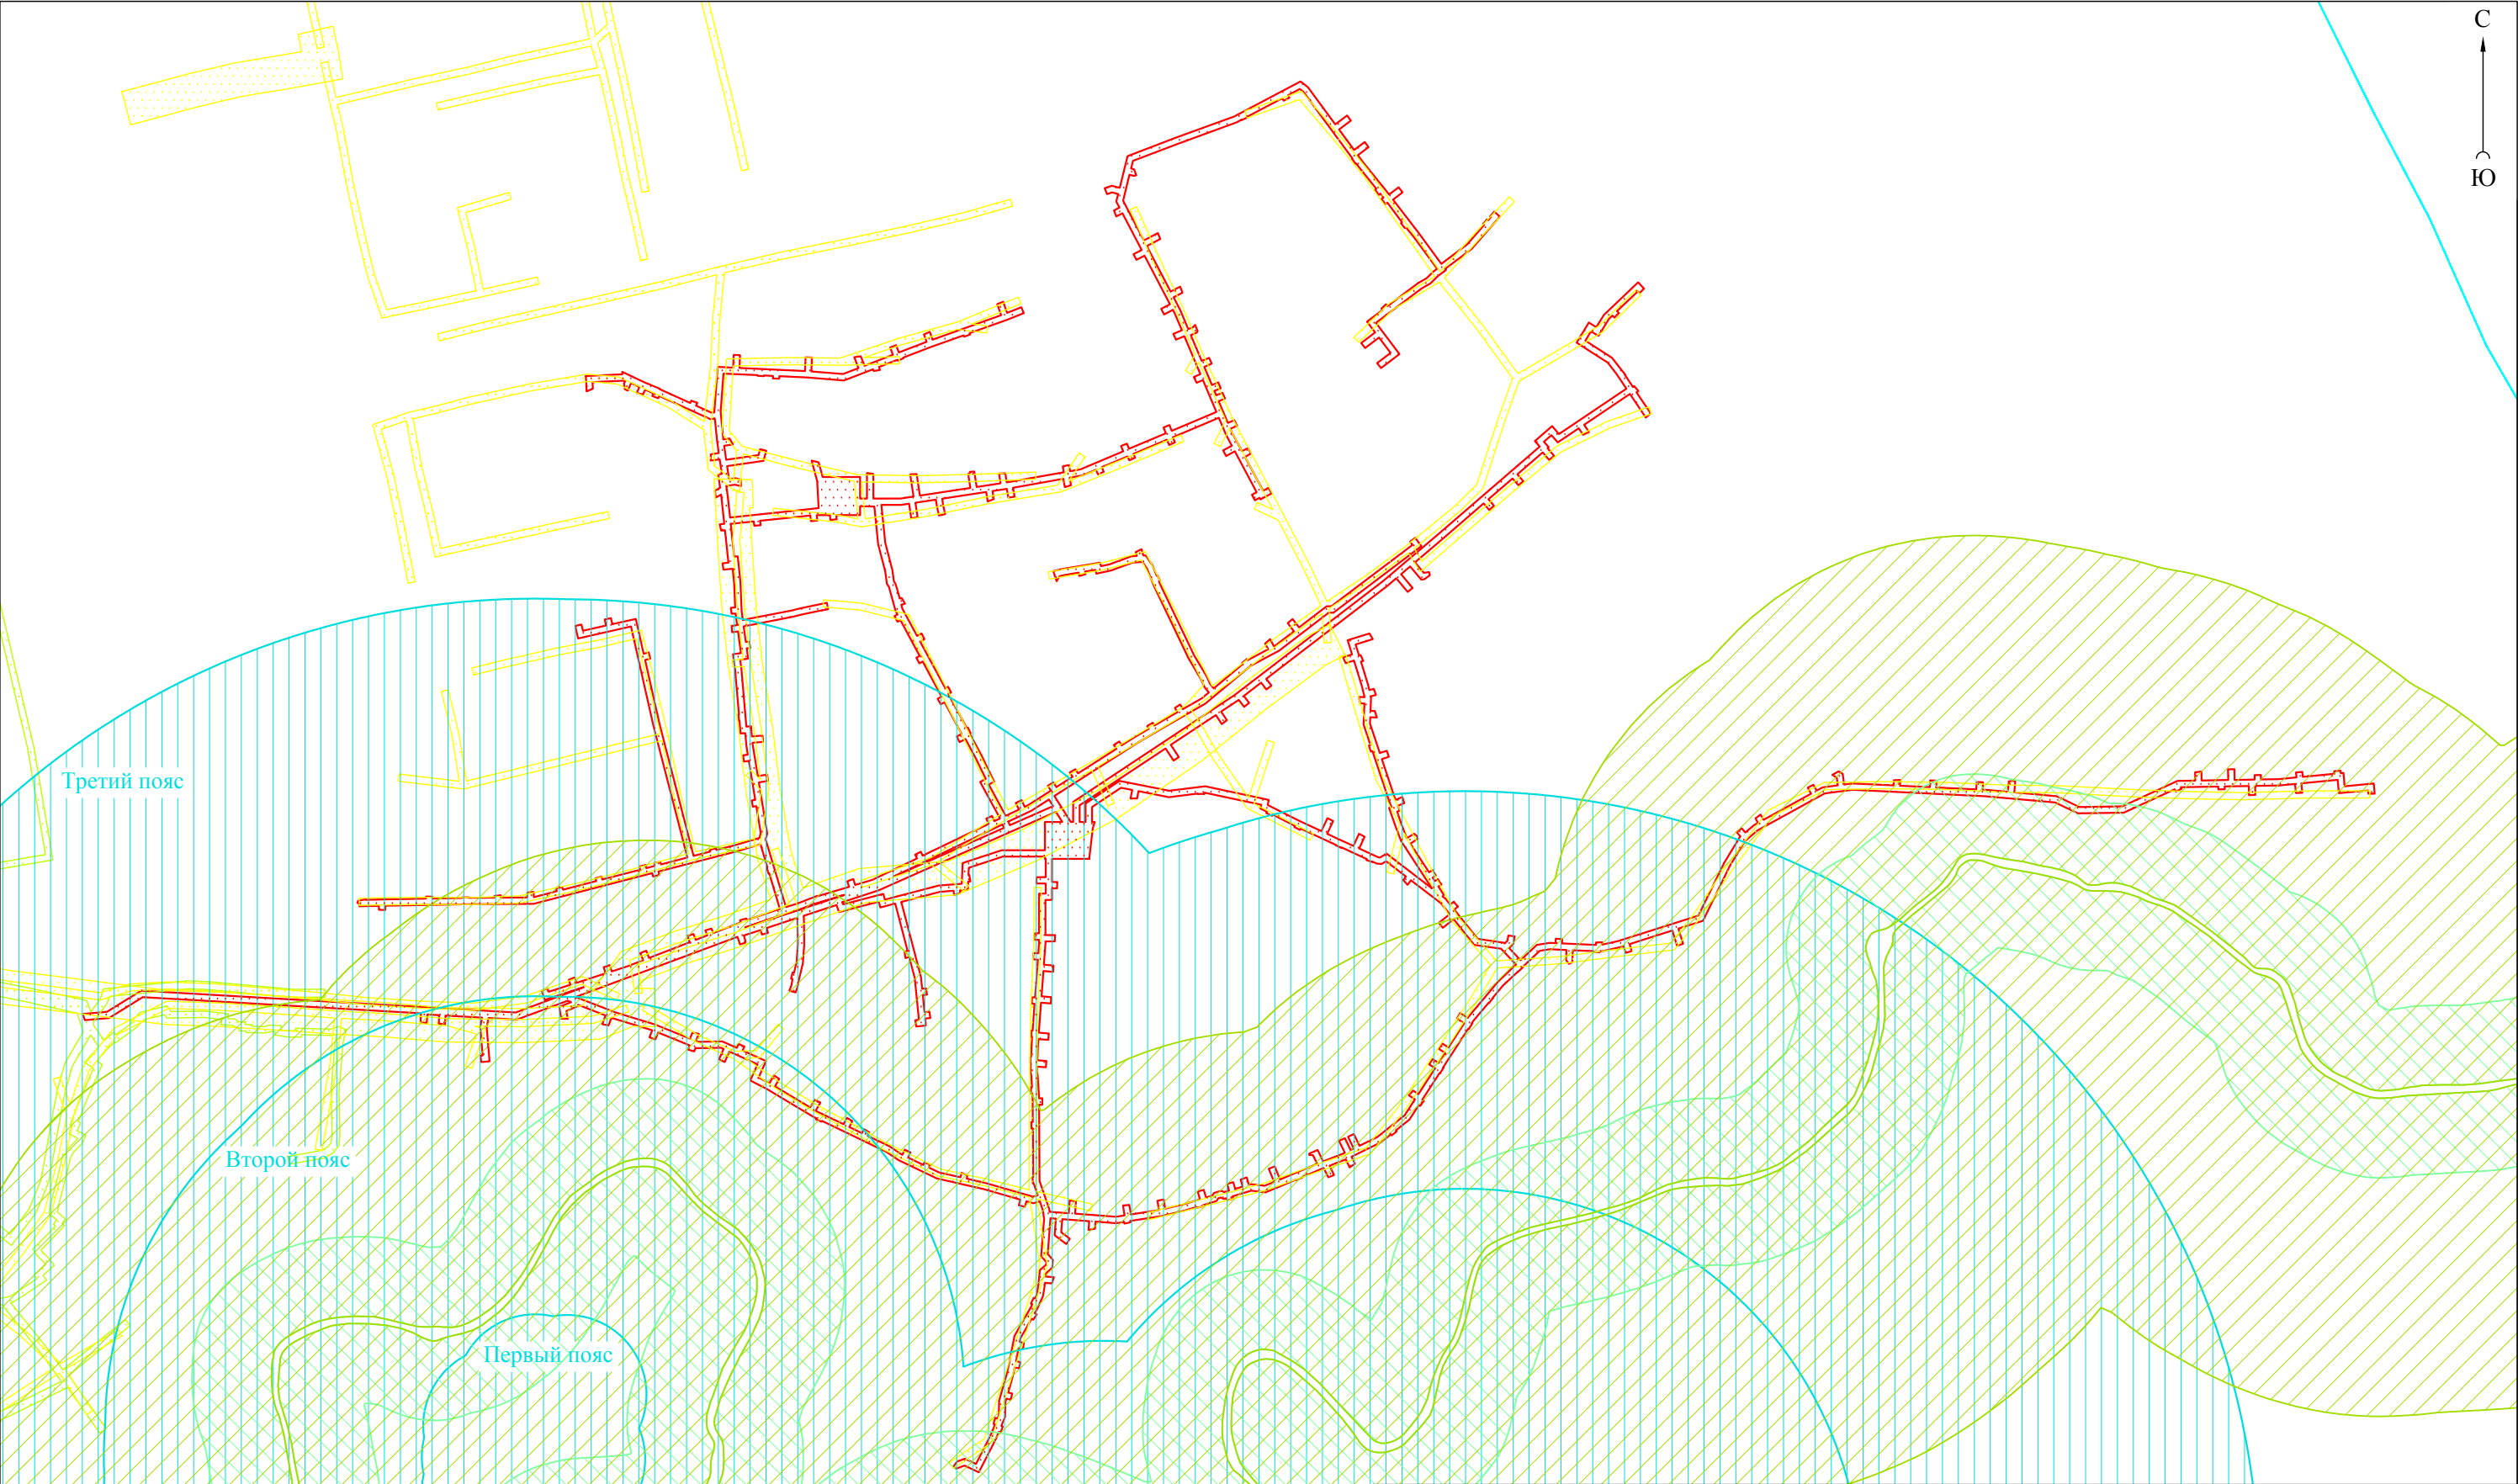 С
Ю
Третий пояс
Второй пояс
Первый пояс